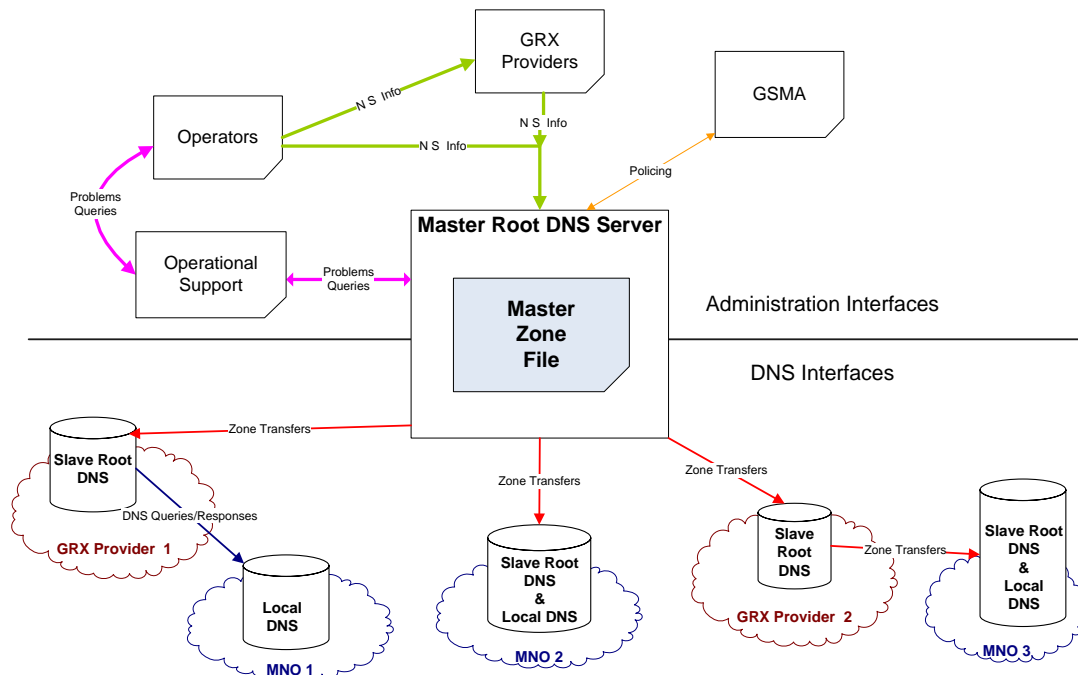 GRX
Providers
GSMA
N S Info
Operators
N S Info
N S Info
Policing
Problems
Queries
Master Root DNS Server
Operational
Support
Problems
Queries
Master
Zone
File
Administration Interfaces
DNS Interfaces
Zone Transfers
Slave Root
DNS
Zone Transfers
Zone Transfers
DNS Queries/Responses
GRX Provider 1
Slave Root
DNS
&
Local DNS
Slave
Root
DNS
Zone Transfers
Slave Root
DNS
&
Local
DNS
Local
DNS
GRX Provider 2
MNO 1
MNO 2
MNO 3